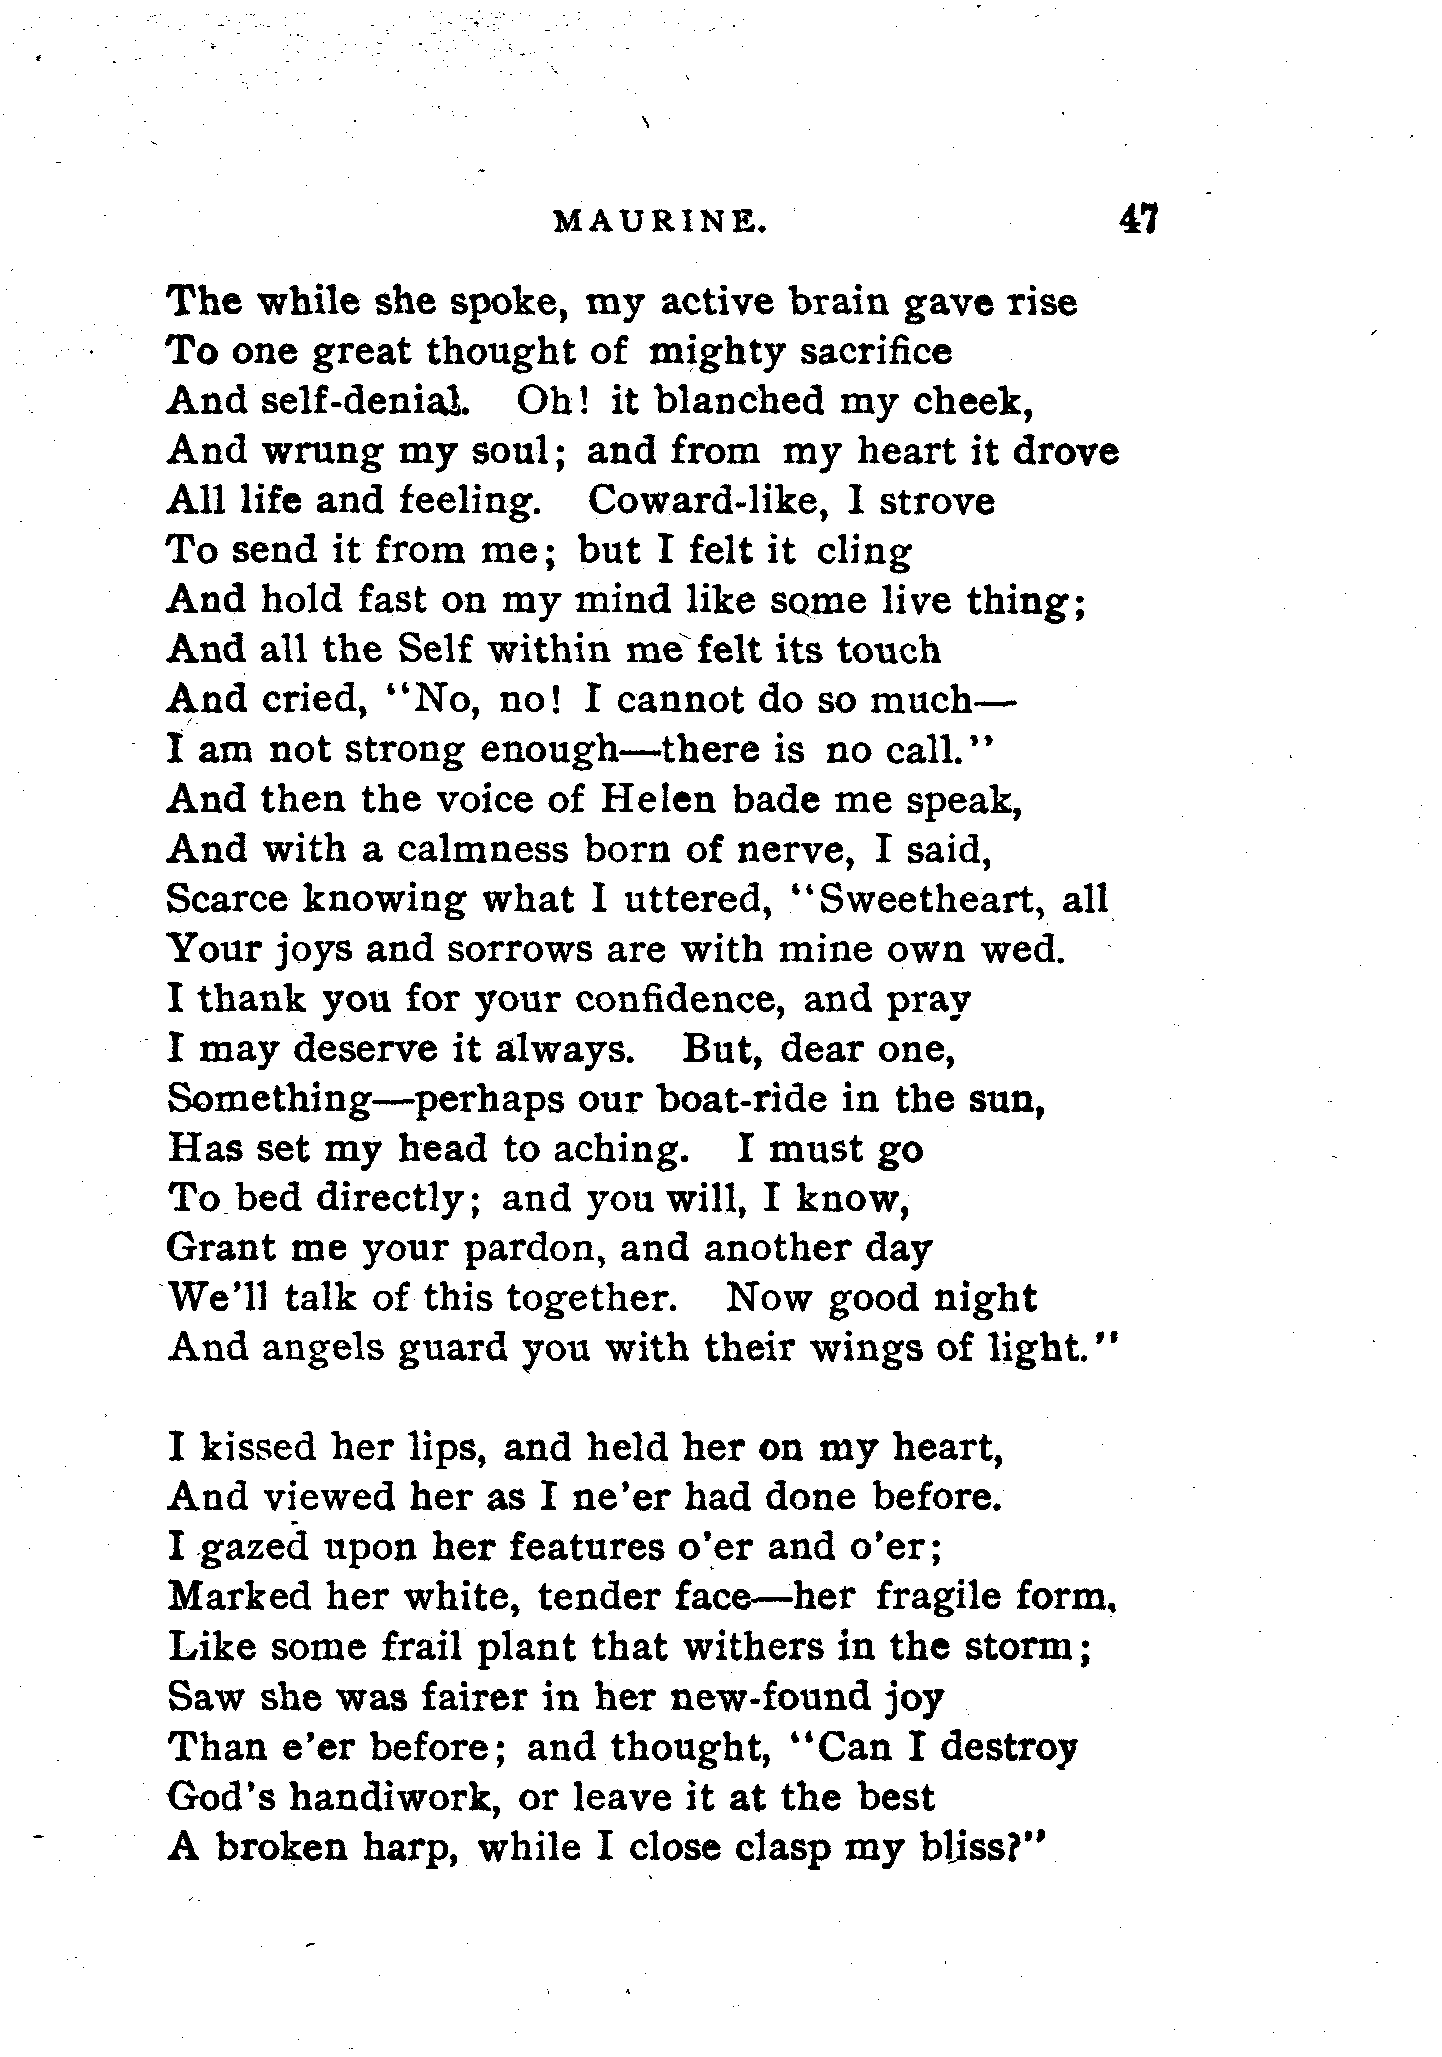 MAURINE. 47
The while she spoke, my active brain gave rise
To one great thought of mighty sacrifice
And self-denial. Oh! it blanched my cheek,
And wrung my soul; and from my heart it drove
All life and feeling. Coward-like, I strove
To send it from me; but I felt it cling
And hold fast on my mind like some live thing;
And all the Self within me felt its touch
And cried, "No, no! I cannot do so much—
I am not strong enough—there is no call."
And then the voice of Helen bade me speak,
And with a calmness born of nerve, I said,
Scarce knowing what I uttered, "Sweetheart, all
Your joys and sorrows are with mine own wed.
I thank you for your confidence, and pray
I may deserve it always. But, dear one,
Something—perhaps our boat-ride in the sun,
Has set my head to aching. I must go
To bed directly; and you will, I know,
Grant me your pardon, and another day
We'll talk of this together. Now good night
And angels guard you with their wings of light."
I kissed her lips, and held her on my heart,
And viewed her as I ne'er had done before.
I gazed upon her features o'er and o'er;
Marked her white, tender face—her fragile form,
Like some frail plant that withers in the storm;
Saw she was fairer in her new-found joy
Than e'er before; and thought, "Can I destroy
God's handiwork, or leave it at the best
A broken harp, while I close clasp my bliss?"